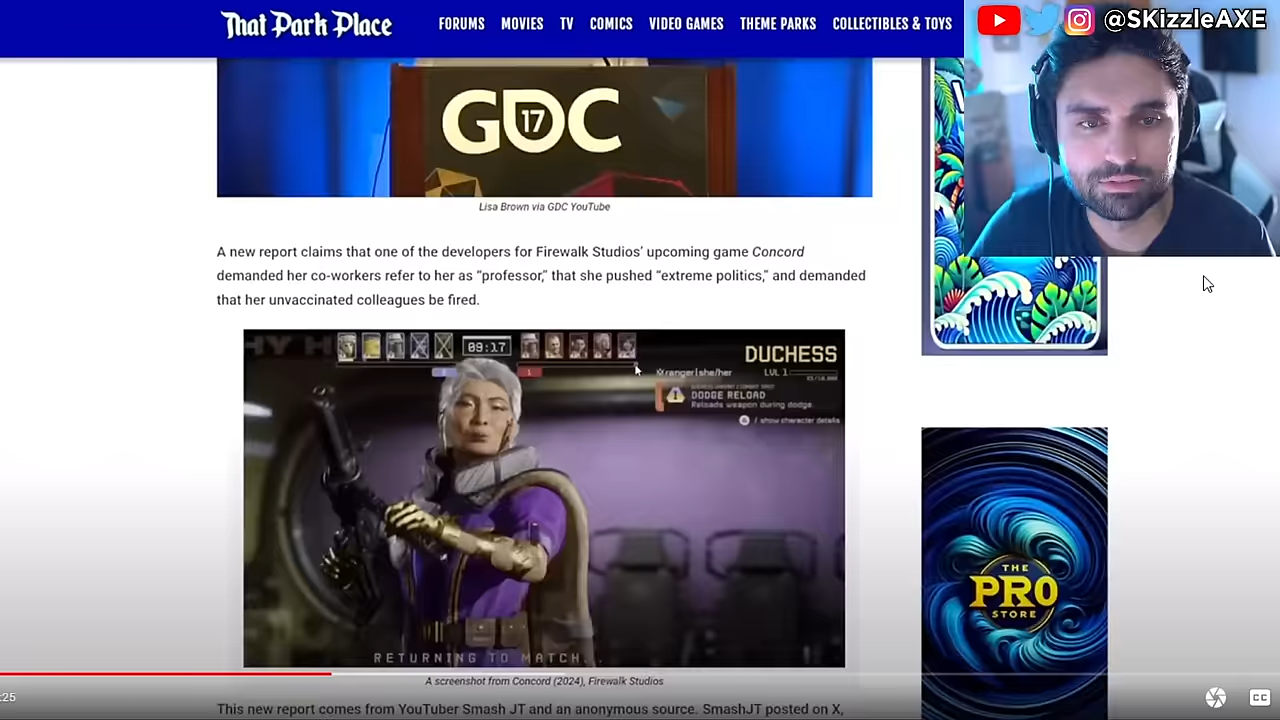 That Park Place
FORUMS MOVIES TV COMICS VIDEO GAMES THEME PARKS COLLECTIBLES & TOYS
@SKizzleAXE
GDC
17
Lisa Brown via GDC YouTube
A new report claims that one of the developers for Firewalk Studios’ upcoming game Concord
demanded her co-workers refer to her as “professor,” that she pushed “extreme politics,” and demanded
that her unvaccinated colleagues be fired.
09:17
DUCHESS
ranger|she/her LVL 1
DODGE RELOAD
Reloads weapon during dodge.
/ show character details
RETURNING TO MATCH...
A screenshot from Concord (2024), Firewalk Studios
THE
PRO
STORE
:25
CC
This new report comes from YouTuber Smash JT and an anonymous source. SmashJT posted on X,